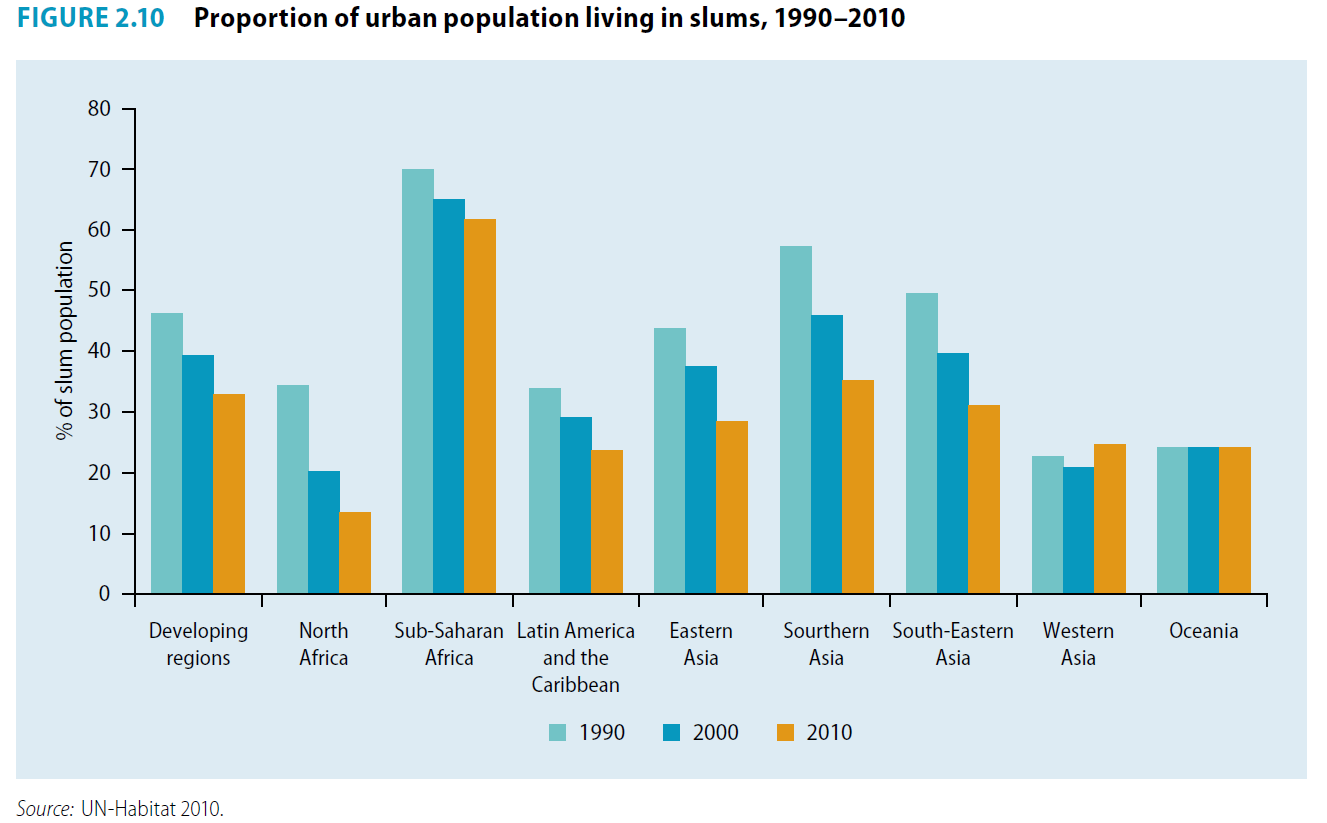 FIGURE 2.10 Proportion of urban population living in slums, 1990–2010
% of slum population
80
70
60
50
40
30
20
10
0
Developing regions
North Africa
Sub-Saharan Africa
Latin America and the Caribbean
Eastern Asia
Sourthern Asia
South-Eastern Asia
Western Asia
Oceania
1990 2000 2010
Source: UN-Habitat 2010.